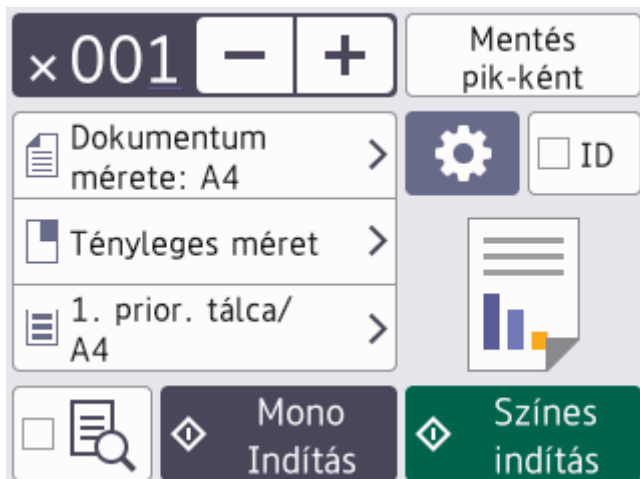 ×001 − +
Mentés
pik-ként
Dokumentum
mérete: A4
ID
Tényleges méret
1. prior. tálca/
A4
Mono
Indítás
Színes
indítás